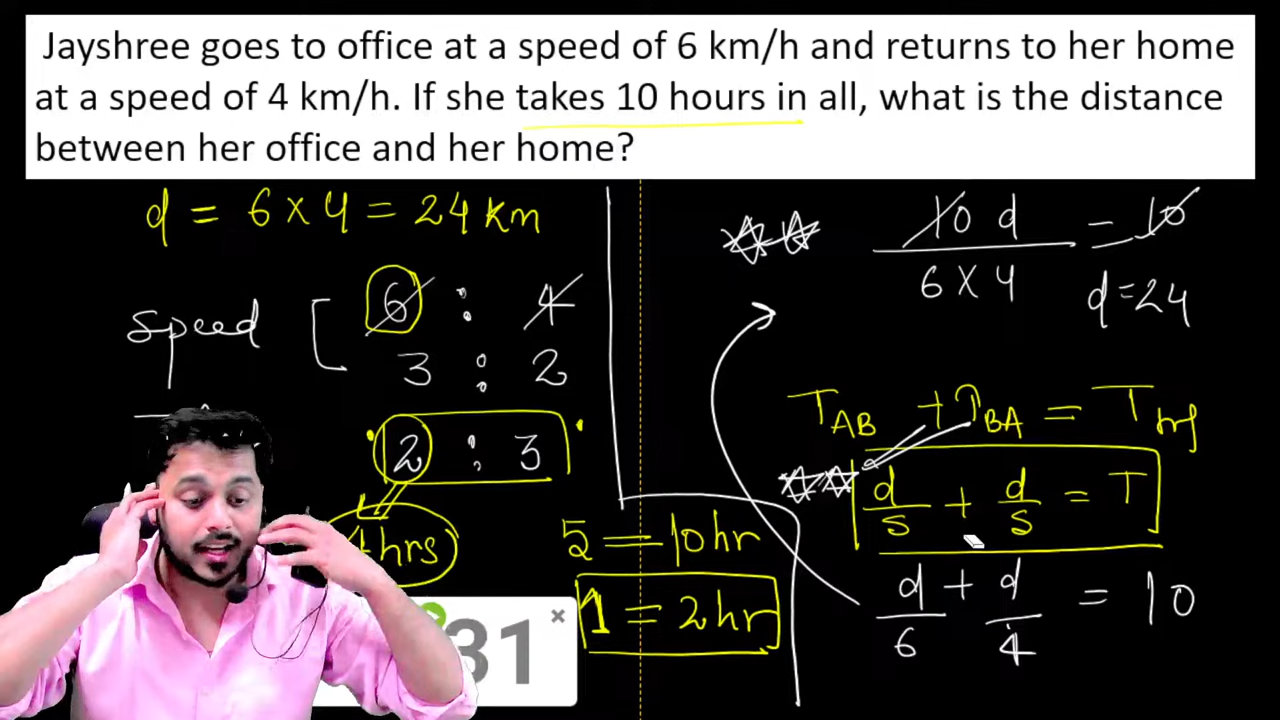 Jayshree goes to office at a speed of 6 km/h and returns to her home
at a speed of 4 km/h. If she takes 10 hours in all, what is the distance
between her office and her home?
d = 6 x 4 = 24 Km
Speed [ 6 : 4
3 : 2
2 : 3
4 hrs
5 = 10 hr
1 = 2 hr
31 ×
10 d / 6 x 4 = 10
d = 24
T_AB + T_BA = T_hrs
d/s + d/s = T
d/6 + d/4 = 10